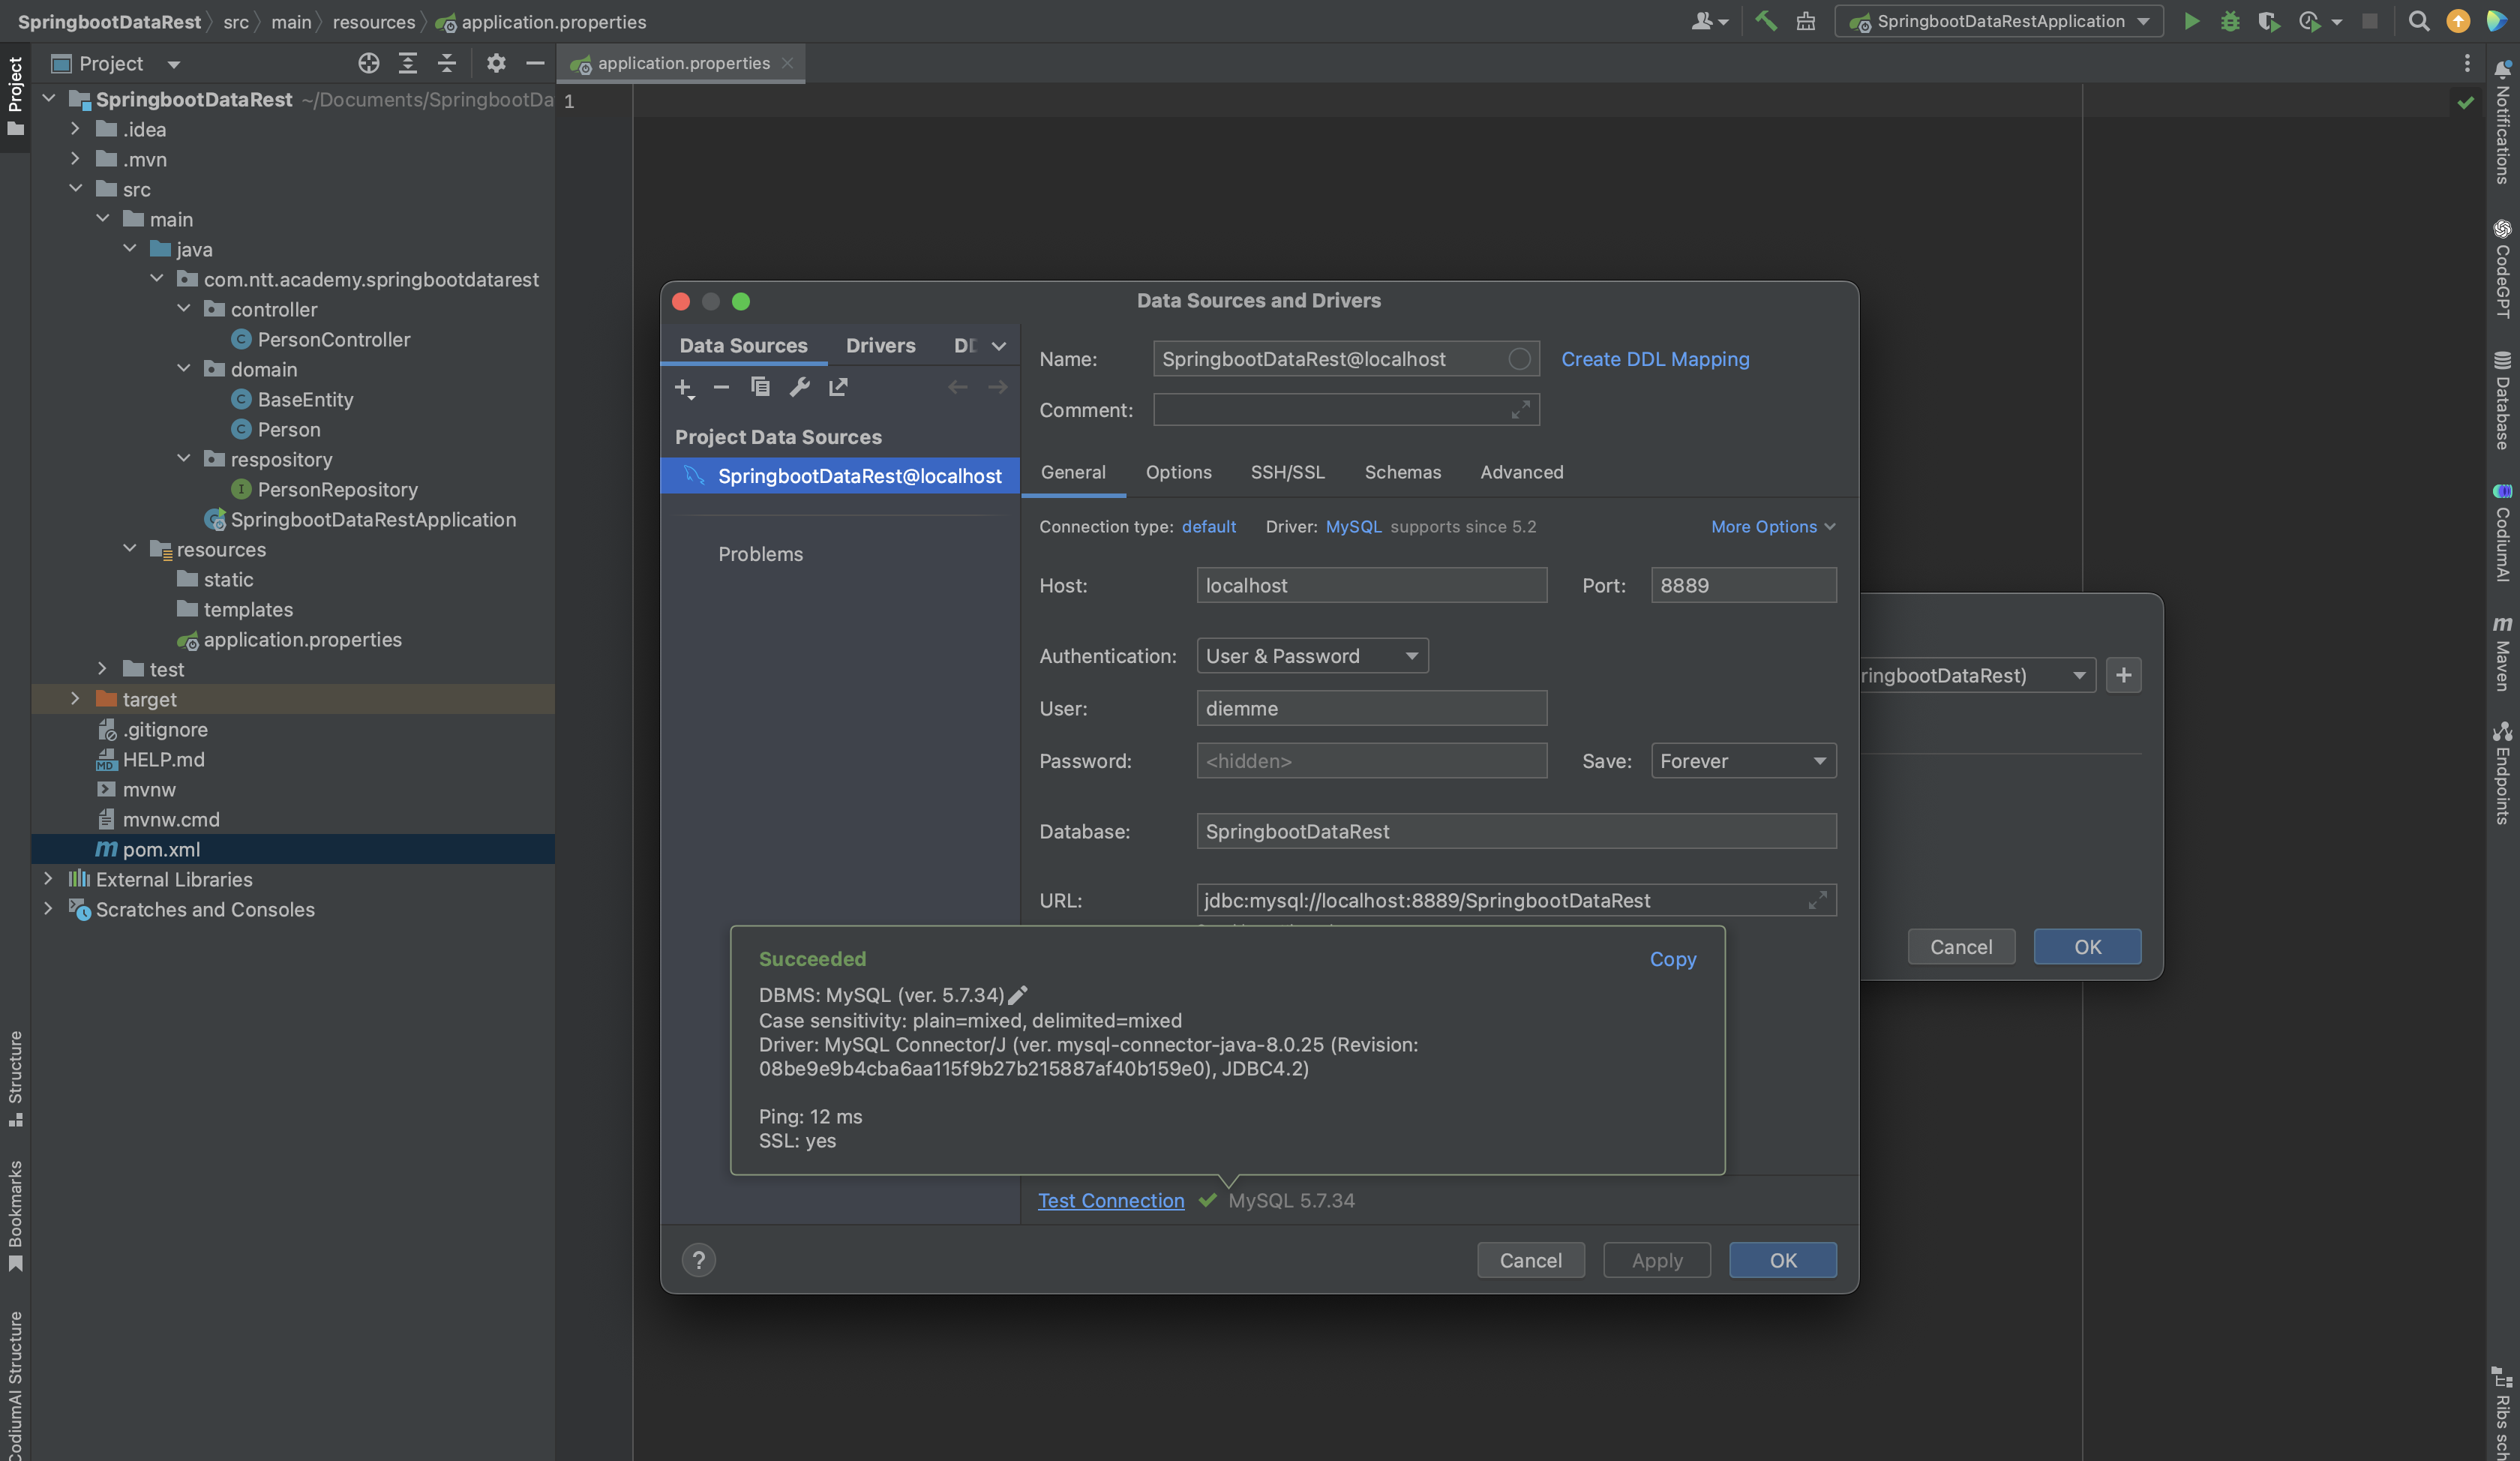 SpringbootDataRest
src
main
resources
application.properties
SpringbootDataRestApplication
Project
Project
application.properties
SpringbootDataRest ~/Documents/SpringbootDa
.idea
.mvn
src
main
java
com.ntt.academy.springbootdatarest
controller
PersonController
domain
BaseEntity
Person
respository
PersonRepository
SpringbootDataRestApplication
resources
static
templates
application.properties
test
target
.gitignore
HELP.md
mvnw
mvnw.cmd
pom.xml
External Libraries
Scratches and Consoles
Structure
Bookmarks
CodiumAI Structure
1
Data Sources and Drivers
Data Sources
Drivers
Project Data Sources
SpringbootDataRest@localhost
Problems
Name:
SpringbootDataRest@localhost
Create DDL Mapping
Comment:
General
Options
SSH/SSL
Schemas
Advanced
Connection type: default
Driver: MySQL supports since 5.2
More Options
Host:
localhost
Port:
8889
Authentication:
User & Password
User:
diemme
Password:
<hidden>
Save:
Forever
Database:
SpringbootDataRest
URL:
jdbc:mysql://localhost:8889/SpringbootDataRest
Succeeded
Copy
DBMS: MySQL (ver. 5.7.34)
Case sensitivity: plain=mixed, delimited=mixed
Driver: MySQL Connector/J (ver. mysql-connector-java-8.0.25 (Revision:
08be9e9b4cba6aa115f9b27b215887af40b159e0), JDBC4.2)
Ping: 12 ms
SSL: yes
Test Connection
MySQL 5.7.34
?
Cancel
Apply
OK
ringbootDataRest)
Cancel
OK
Notifications
CodeGPT
Database
CodiumAI
m Maven
Endpoints
Ribs sch